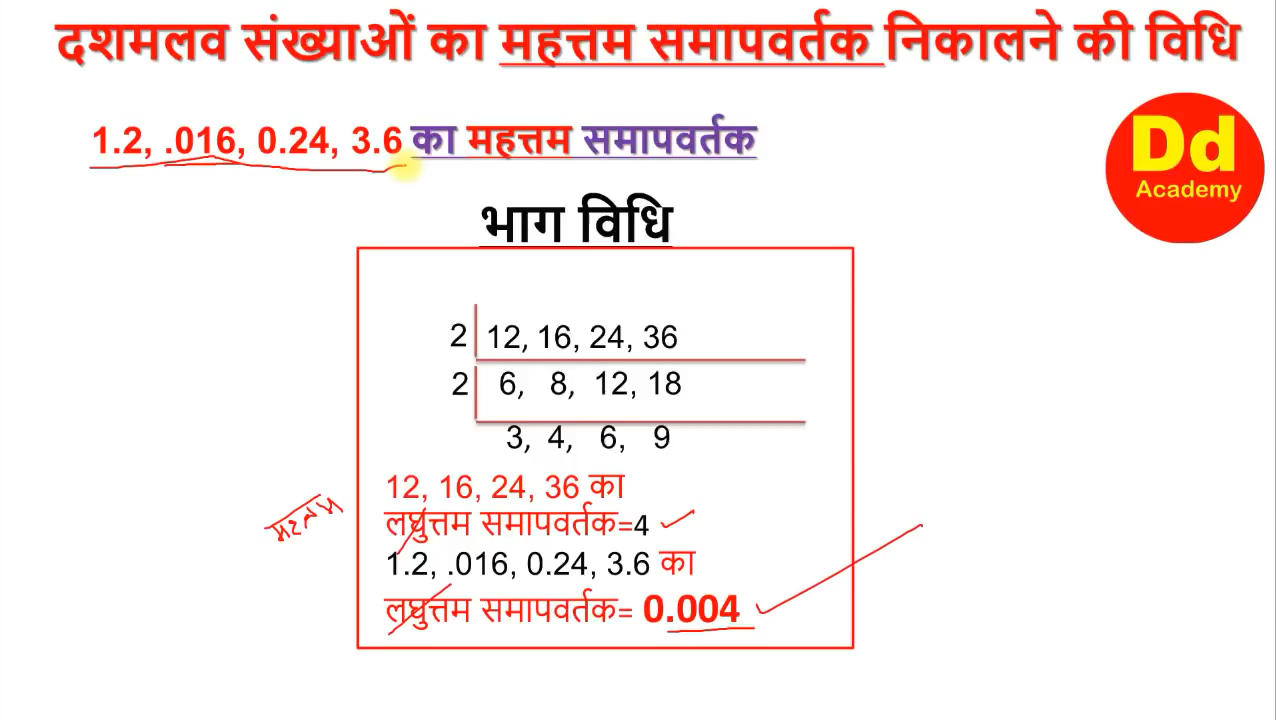 दशमलव संख्याओं का महत्तम समापवर्तक निकालने की विधि
1.2, .016, 0.24, 3.6 का महत्तम समापवर्तक
Dd
Academy
भाग विधि
2 12, 16, 24, 36
2 6, 8, 12, 18
3, 4, 6, 9
12, 16, 24, 36 का
लघुत्तम समापवर्तक=4
महत्तम
1.2, .016, 0.24, 3.6 का
लघुत्तम समापवर्तक= 0.004